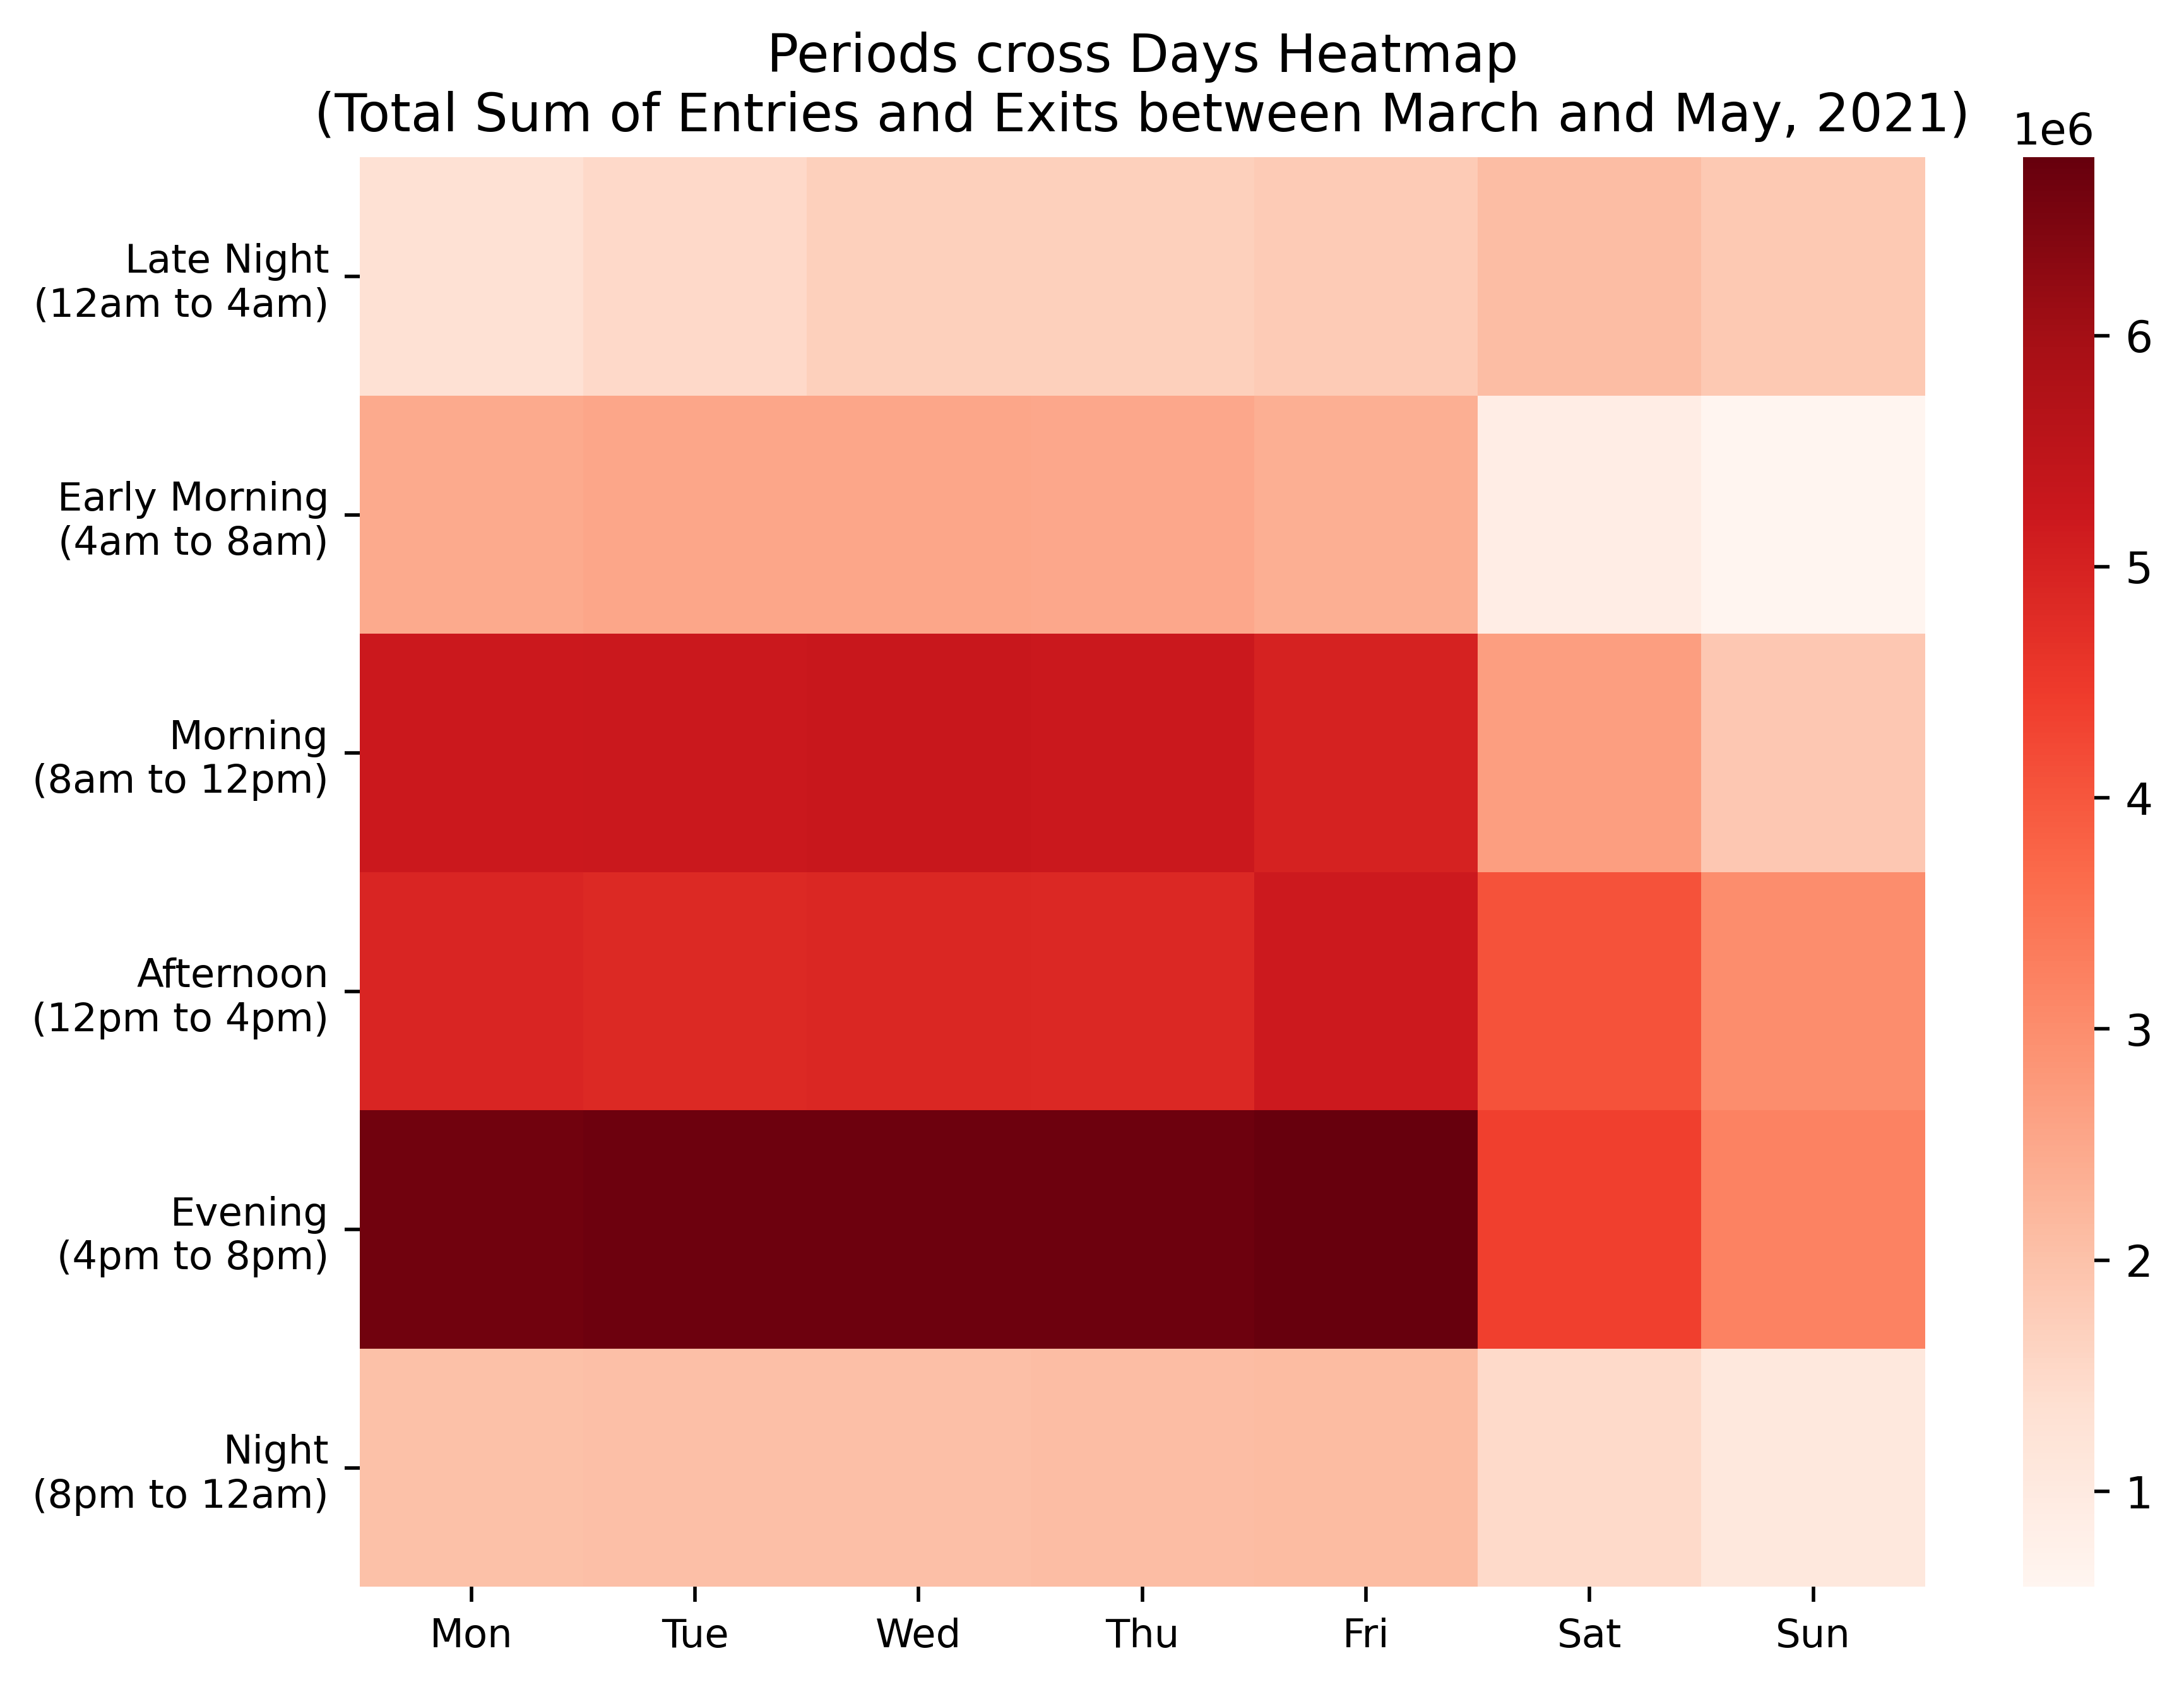 Periods cross Days Heatmap
(Total Sum of Entries and Exits between March and May, 2021)
1e6
Late Night
(12am to 4am)
Early Morning
(4am to 8am)
Morning
(8am to 12pm)
Afternoon
(12pm to 4pm)
Evening
(4pm to 8pm)
Night
(8pm to 12am)
Mon
Tue
Wed
Thu
Fri
Sat
Sun
6
5
4
3
2
1